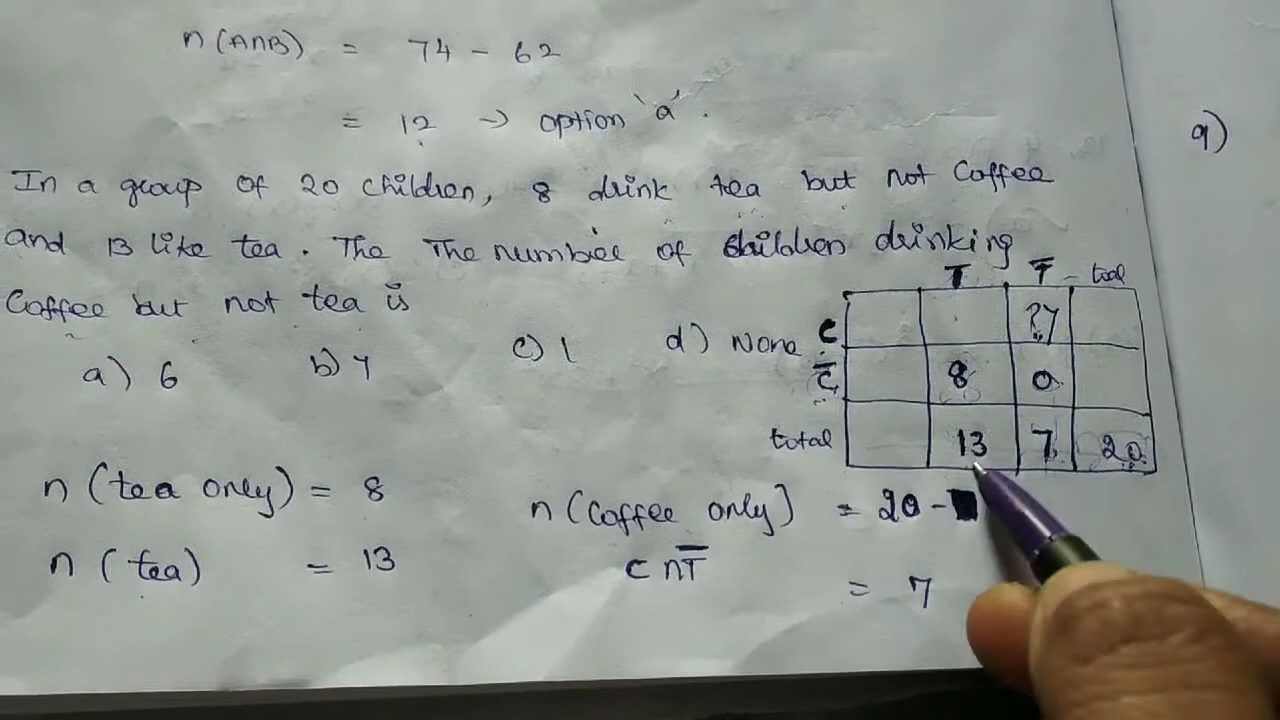 n(A∩B) = 74 - 62
= 12 → option 'a'.
9)
In a group of 20 children, 8 drink tea but not Coffee
and 13 like tea. The The number of children drinking
Coffee but not tea is
a) 6 b) 7 c) 1 d) None
T T̅ total
C ?7
C̅ 8 0
total 13 7 20
n (tea only) = 8
n (tea) = 13
n (Coffee only) = 20 -
C ∩ T̅
= 7